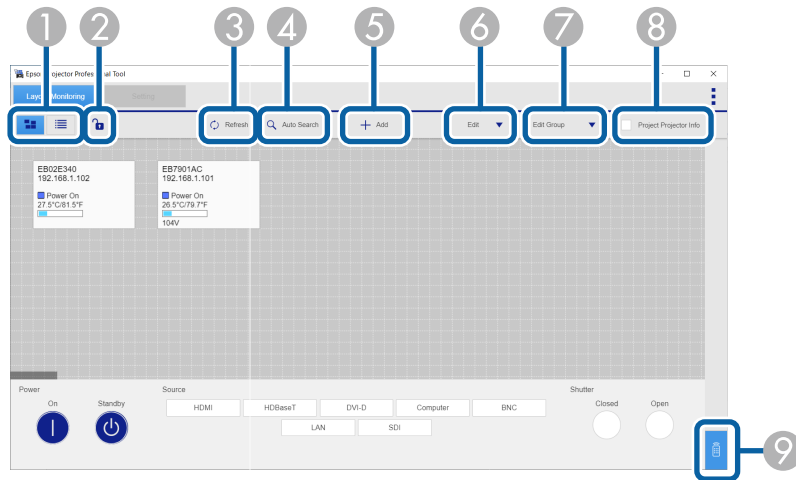 1 2 3 4 5 6 7 8
Epson Projector Professional Tool
Layout Monitoring Setting
Refresh Auto Search Add Edit Edit Group Project Projector Info
EB02E340 EB7901AC
192.168.1.102 192.168.1.101
Power On Power On
27.5°C/81.5°F 26.5°C/79.7°F
104V
Power Source Shutter
On Standby Closed Open
HDMI HDBaseT DVI-D Computer BNC
LAN SDI
9